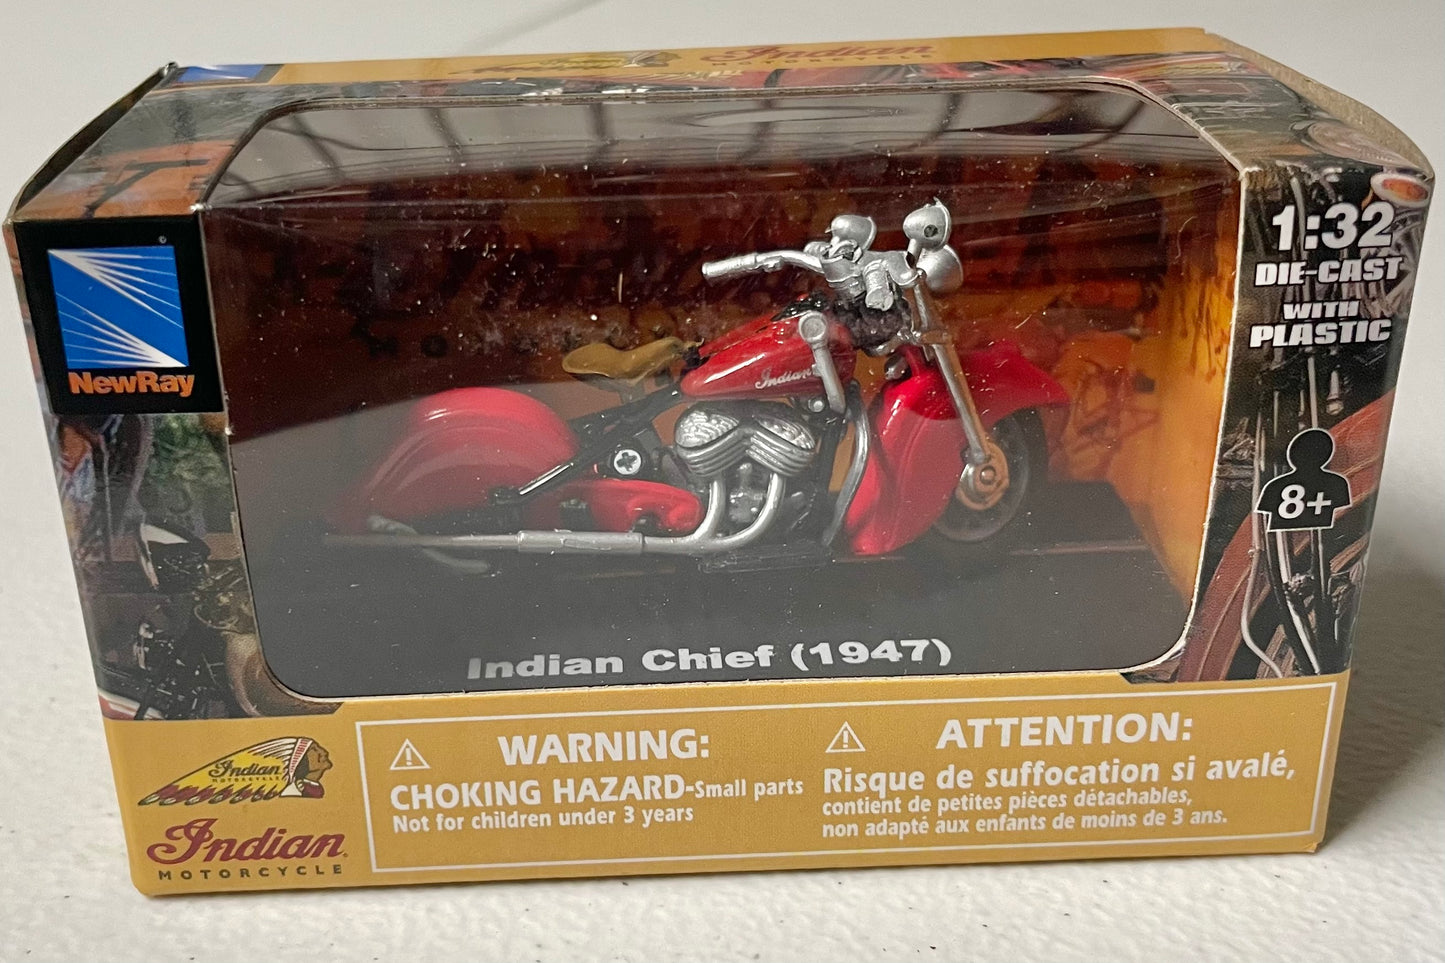 Indian
MOTORCYCLE
NewRay
1:32
DIE-CAST
WITH
PLASTIC
8+
Indian
Indian Chief (1947)
Indian
MOTORCYCLE
Indian
MOTORCYCLE
WARNING:
CHOKING HAZARD-Small parts
Not for children under 3 years
ATTENTION:
Risque de suffocation si avalé,
contient de petites pièces détachables,
non adapté aux enfants de moins de 3 ans.